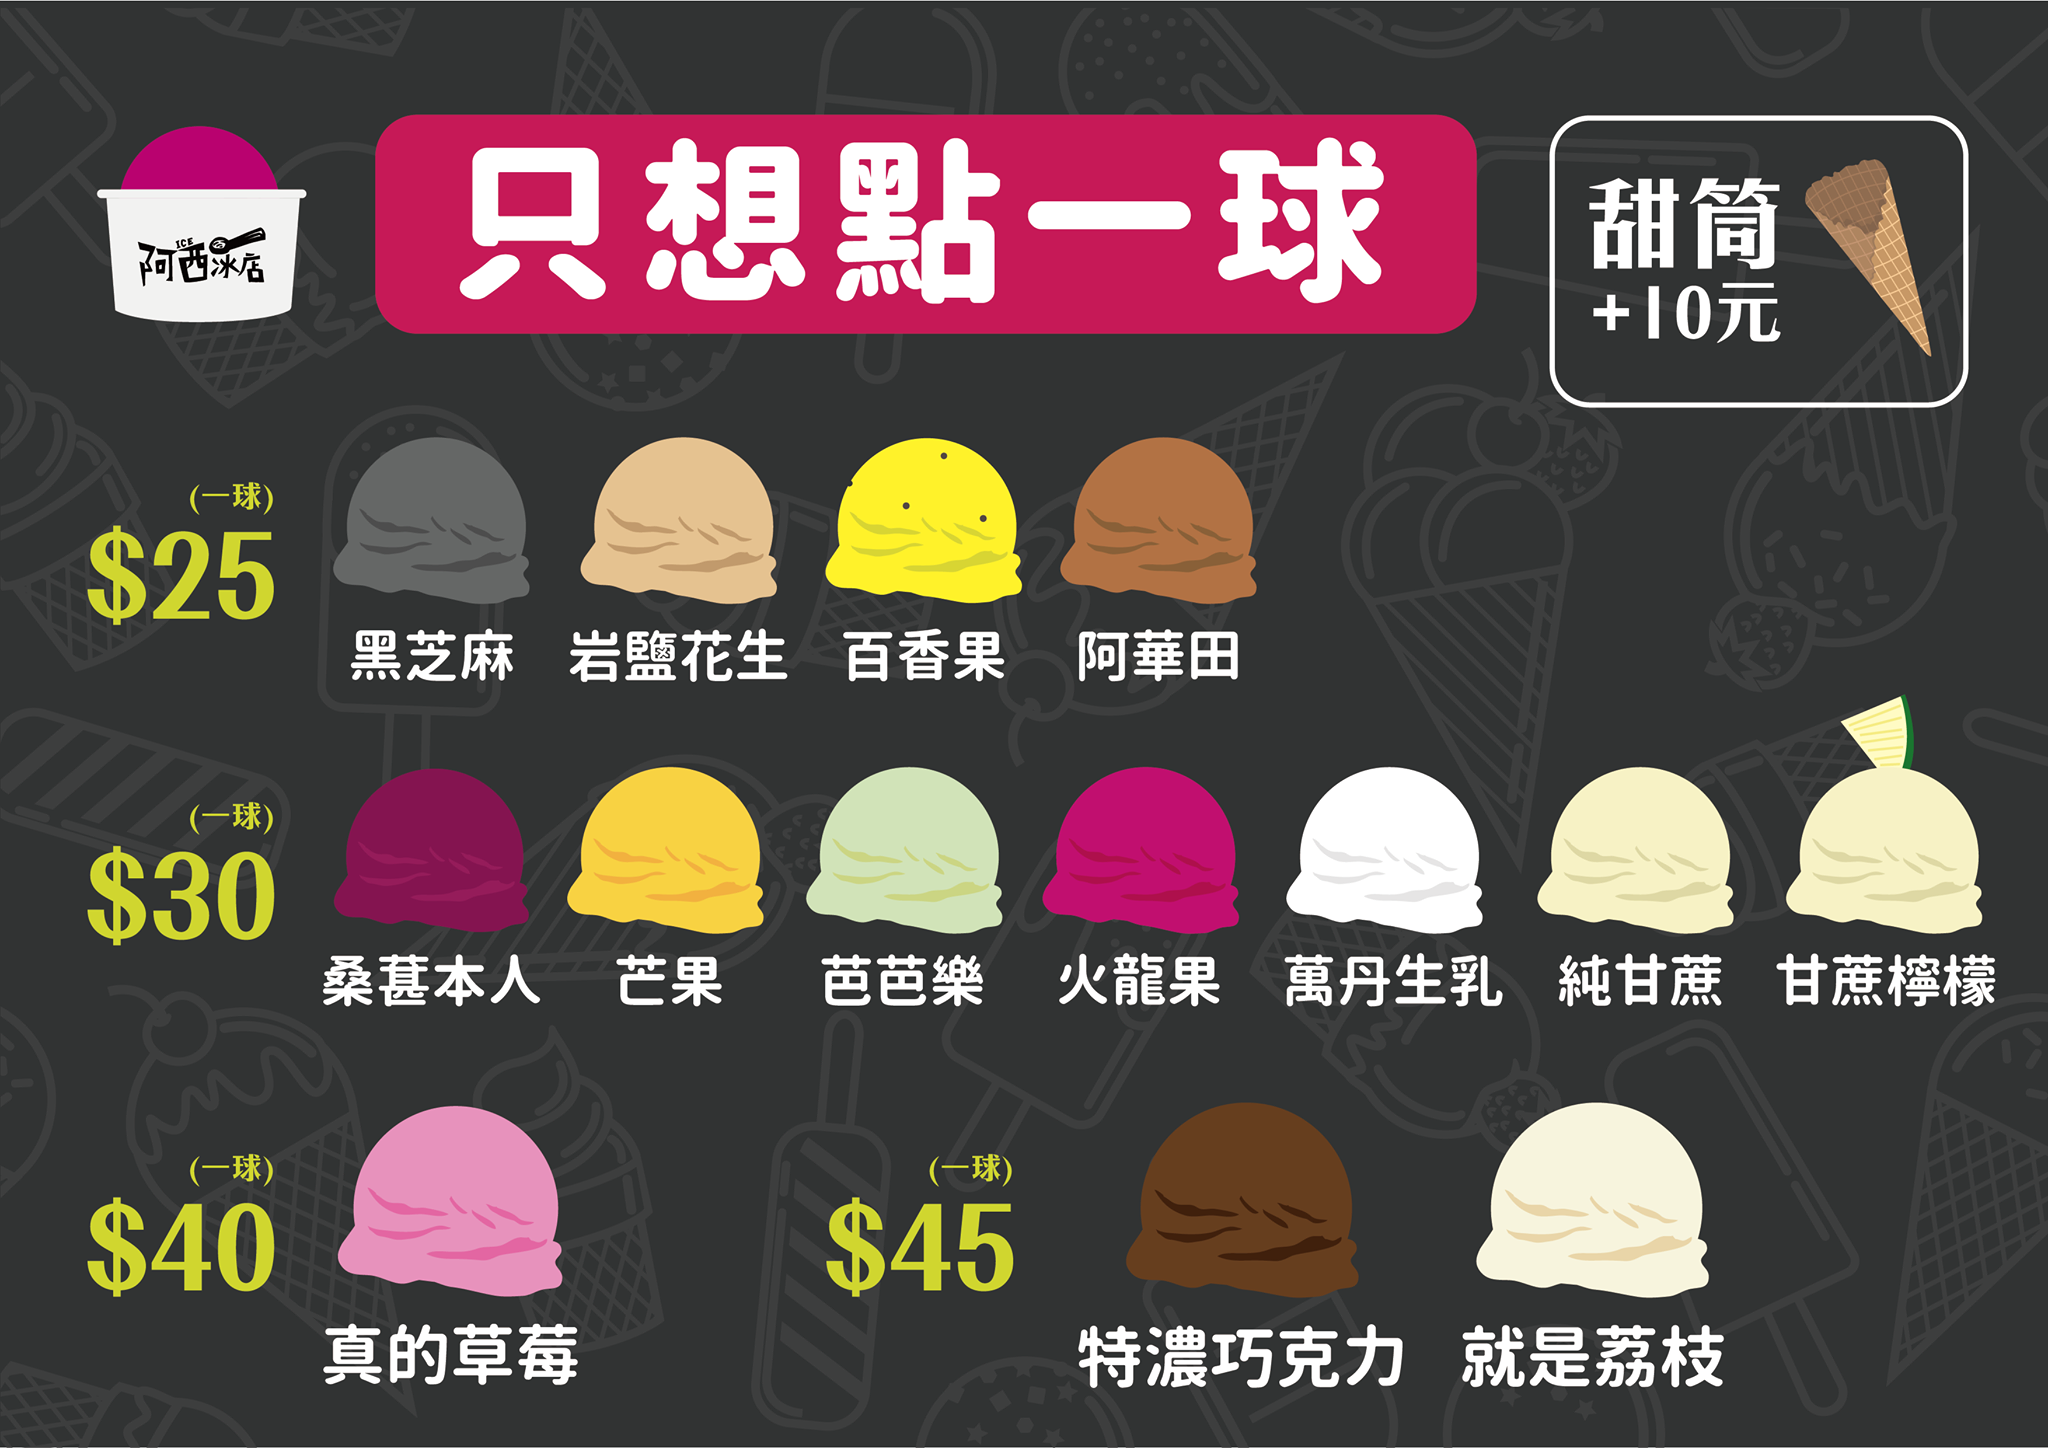 ICE
阿西冰店
只想點一球
甜筒
+10元
(一球)
$25
黑芝麻
岩鹽花生
百香果
阿華田
(一球)
$30
桑葚本人
芒果
芭芭樂
火龍果
萬丹生乳
純甘蔗
甘蔗檸檬
(一球)
$40
真的草莓
(一球)
$45
特濃巧克力
就是荔枝